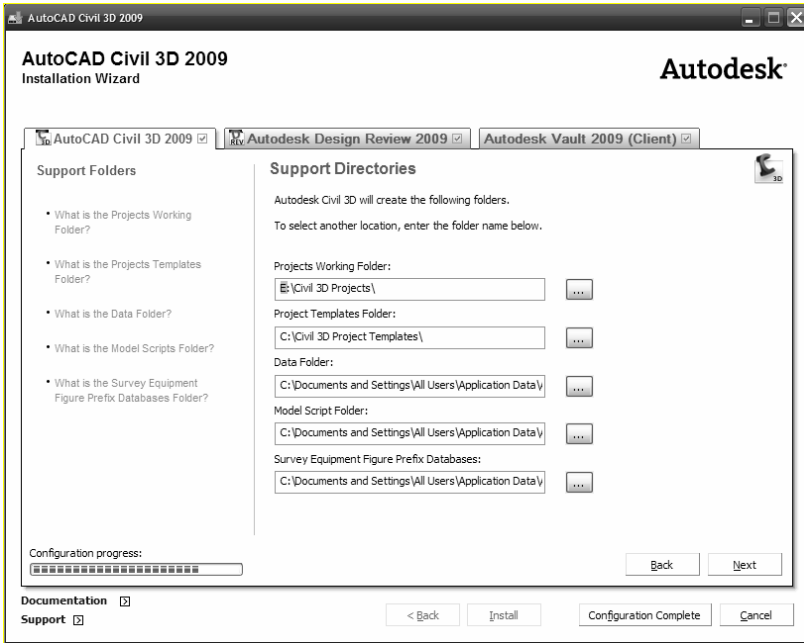 AutoCAD Civil 3D 2009
AutoCAD Civil 3D 2009
Installation Wizard
Autodesk
AutoCAD Civil 3D 2009
Autodesk Design Review 2009
Autodesk Vault 2009 (Client)
Support Folders
• What is the Projects Working
Folder?
• What is the Projects Templates
Folder?
• What is the Data Folder?
• What is the Model Scripts Folder?
• What is the Survey Equipment
Figure Prefix Databases Folder?
Support Directories
3D
Autodesk Civil 3D will create the following folders.
To select another location, enter the folder name below.
Projects Working Folder:
E:\Civil 3D Projects\
...
Project Templates Folder:
C:\Civil 3D Project Templates\
...
Data Folder:
C:\Documents and Settings\All Users\Application Data\
...
Model Script Folder:
C:\Documents and Settings\All Users\Application Data\
...
Survey Equipment Figure Prefix Databases:
C:\Documents and Settings\All Users\Application Data\
...
Configuration progress:
Back
Next
Documentation
Support
< Back
Install
Configuration Complete
Cancel